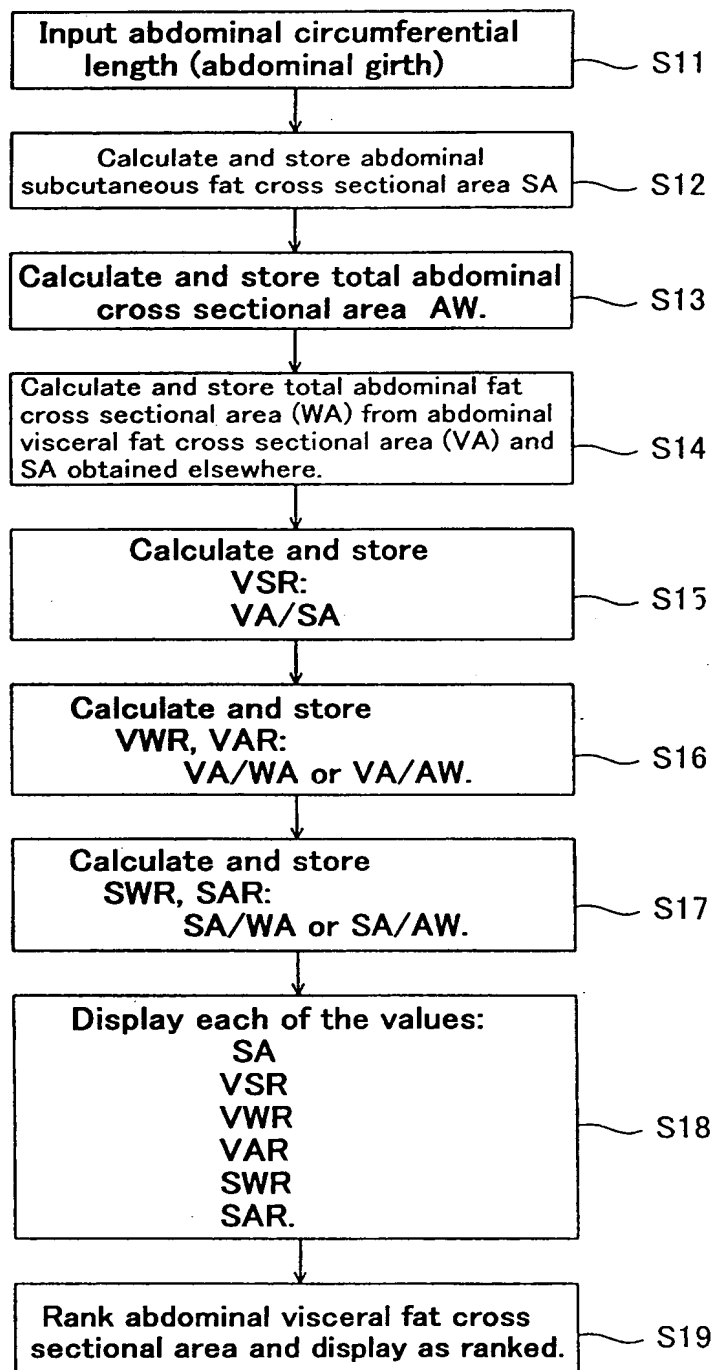 Input abdominal circumferential
length (abdominal girth)
S11
Calculate and store abdominal
subcutaneous fat cross sectional area SA
S12
Calculate and store total abdominal
cross sectional area AW.
S13
Calculate and store total abdominal fat
cross sectional area (WA) from abdominal
visceral fat cross sectional area (VA) and
SA obtained elsewhere.
S14
Calculate and store
VSR:
VA/SA
S15
Calculate and store
VWR, VAR:
VA/WA or VA/AW.
S16
Calculate and store
SWR, SAR:
SA/WA or SA/AW.
S17
Display each of the values:
SA
VSR
VWR
VAR
SWR
SAR.
S18
Rank abdominal visceral fat cross
sectional area and display as ranked.
S19